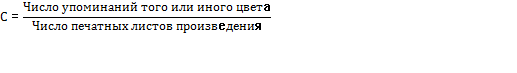 С = Число упоминаний того или иного цвета
Число печатных листов произведения